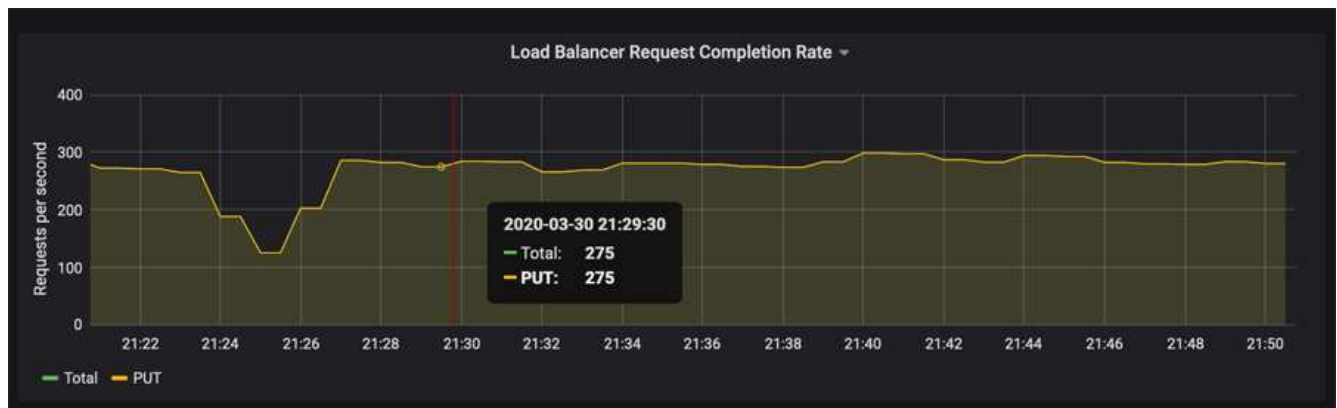 Load Balancer Request Completion Rate
Requests per second
400
300
200
100
0
2020-03-30 21:29:30
Total: 275
PUT: 275
21:22 21:24 21:26 21:28 21:30 21:32 21:34 21:36 21:38 21:40 21:42 21:44 21:46 21:48 21:50
Total PUT